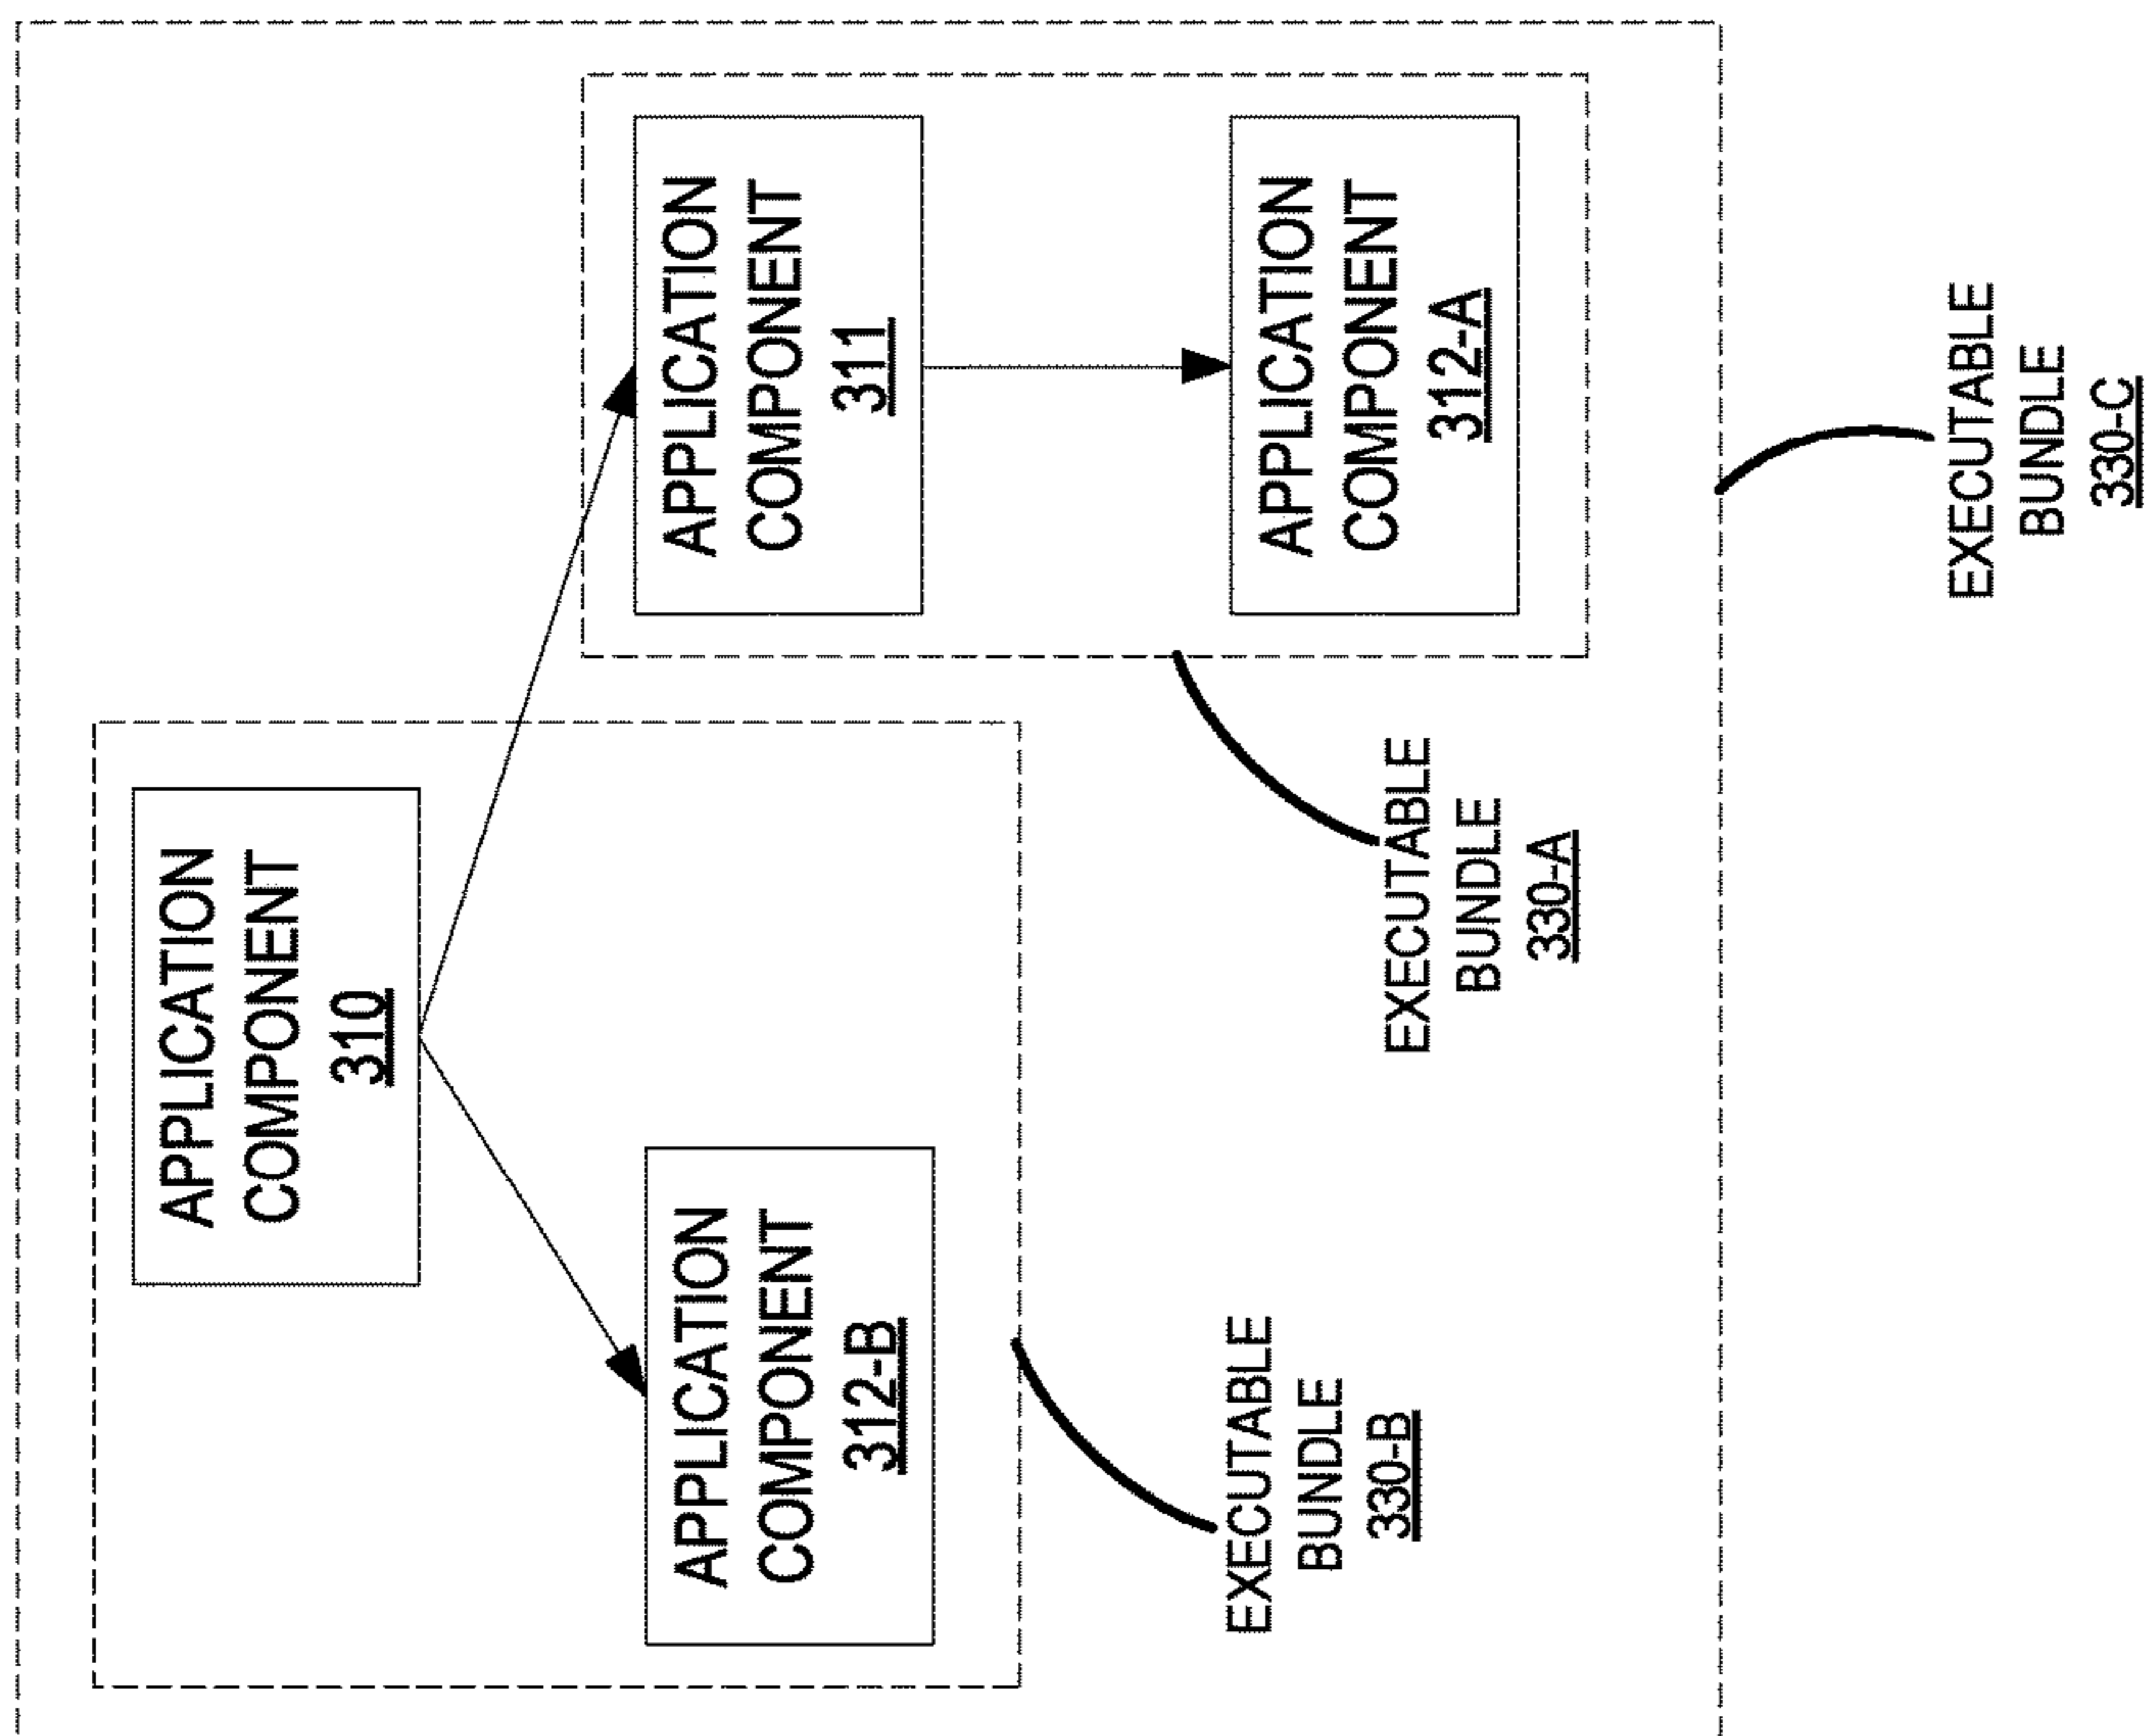 APPLICATION
COMPONENT
310
APPLICATION
COMPONENT
312-B
APPLICATION
COMPONENT
311
APPLICATION
COMPONENT
312-A
EXECUTABLE
BUNDLE
330-B
EXECUTABLE
BUNDLE
330-A
EXECUTABLE
BUNDLE
330-C